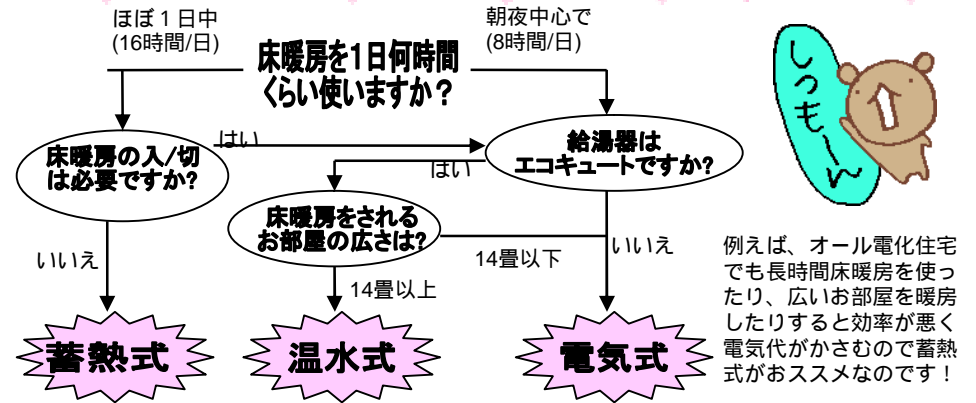 ほぼ１日中
(16時間/日)
床暖房を1日何時間
くらい使いますか？
朝夜中心で
(8時間/日)
しつもーん
床暖房の入/切
は必要ですか?
はい
給湯器は
エコキュートですか?
はい
床暖房をされる
お部屋の広さは?
いいえ
14畳以上
14畳以下
いいえ
蓄熱式
温水式
電気式
例えば、オール電化住宅
でも長時間床暖房を使っ
たり、広いお部屋を暖房
したりすると効率が悪く
電気代がかさむので蓄熱
式がおススメなのです！